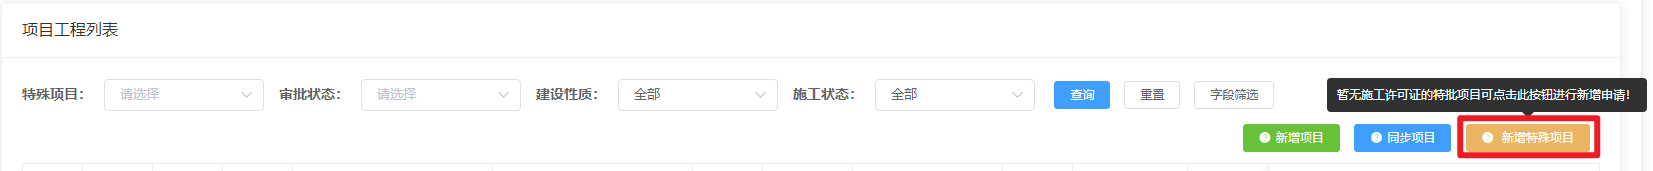 项目工程列表
特殊项目： 请选择 审批状态： 请选择 建设性质： 全部 施工状态： 全部 查询 重置 字段筛选 暂无施工许可证的特批项目可点击此按钮进行新增申请！
新增项目 同步项目 新增特殊项目